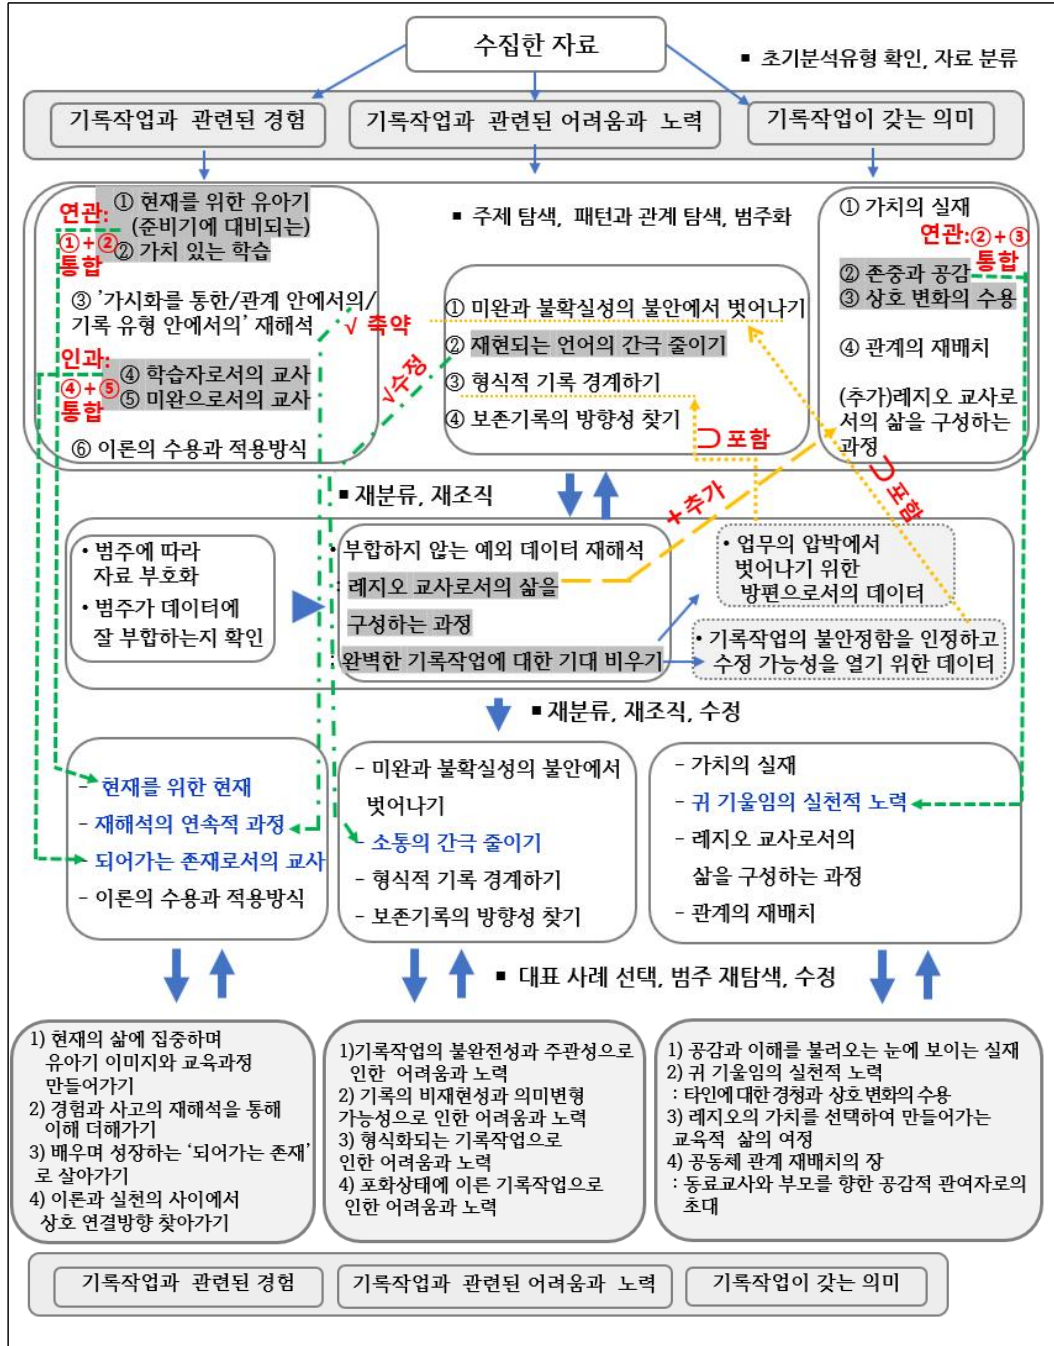 수집한 자료
▪ 초기분석유형 확인, 자료 분류
기록작업과 관련된 경험
기록작업과 관련된 어려움과 노력
기록작업이 갖는 의미
연관:
①+②
통합
① 현재를 위한 유아기
(준비기에 대비되는)
② 가치 있는 학습
③ '가시화를 통한/관계 안에서의/
기록 유형 안에서의' 재해석
√ 축약
인과:
④+⑤
통합
④ 학습자로서의 교사
⑤ 미완으로서의 교사
⑥ 이론의 수용과 적용방식
▪ 주제 탐색, 패턴과 관계 탐색, 범주화
① 미완과 불확실성의 불안에서 벗어나기
② 재현되는 언어의 간극 줄이기
√수정
③ 형식적 기록 경계하기
④ 보존기록의 방향성 찾기
⊃ 포함
① 가치의 실재
연관:②+③
통합
② 존중과 공감
③ 상호 변화의 수용
④ 관계의 재배치
(추가)레지오 교사로
서의 삶을 구성하는
과정
⊃ 포함
▪ 재분류, 재조직
+ 추가
• 범주에 따라
자료 부호화
• 범주가 데이터에
잘 부합하는지 확인
• 부합하지 않는 예외 데이터 재해석
: 레지오 교사로서의 삶을
구성하는 과정
: 완벽한 기록작업에 대한 기대 비우기
• 업무의 압박에서
벗어나기 위한
방편으로서의 데이터
• 기록작업의 불안정함을 인정하고
수정 가능성을 열기 위한 데이터
▪ 재분류, 재조직, 수정
- 현재를 위한 현재
- 재해석의 연속적 과정
- 되어가는 존재로서의 교사
- 이론의 수용과 적용방식
- 미완과 불확실성의 불안에서
벗어나기
- 소통의 간극 줄이기
- 형식적 기록 경계하기
- 보존기록의 방향성 찾기
- 가치의 실재
- 귀 기울임의 실천적 노력
- 레지오 교사로서의
삶을 구성하는 과정
- 관계의 재배치
▪ 대표 사례 선택, 범주 재탐색, 수정
1) 현재의 삶에 집중하며
유아기 이미지와 교육과정
만들어가기
2) 경험과 사고의 재해석을 통해
이해 더해가기
3) 배우며 성장하는 '되어가는 존재'
로 살아가기
4) 이론과 실천의 사이에서
상호 연결방향 찾아가기
1)기록작업의 불완전성과 주관성으로
인한 어려움과 노력
2) 기록의 비재현성과 의미변형
가능성으로 인한 어려움과 노력
3) 형식화되는 기록작업으로
인한 어려움과 노력
4) 포화상태에 이른 기록작업으로
인한 어려움과 노력
1) 공감과 이해를 불러오는 눈에 보이는 실재
2) 귀 기울임의 실천적 노력
: 타인에 대한 경청과 상호 변화의 수용
3) 레지오의 가치를 선택하여 만들어가는
교육적 삶의 여정
4) 공동체 관계 재배치의 장
: 동료교사와 부모를 향한 공감적 관여자로의
초대
기록작업과 관련된 경험
기록작업과 관련된 어려움과 노력
기록작업이 갖는 의미